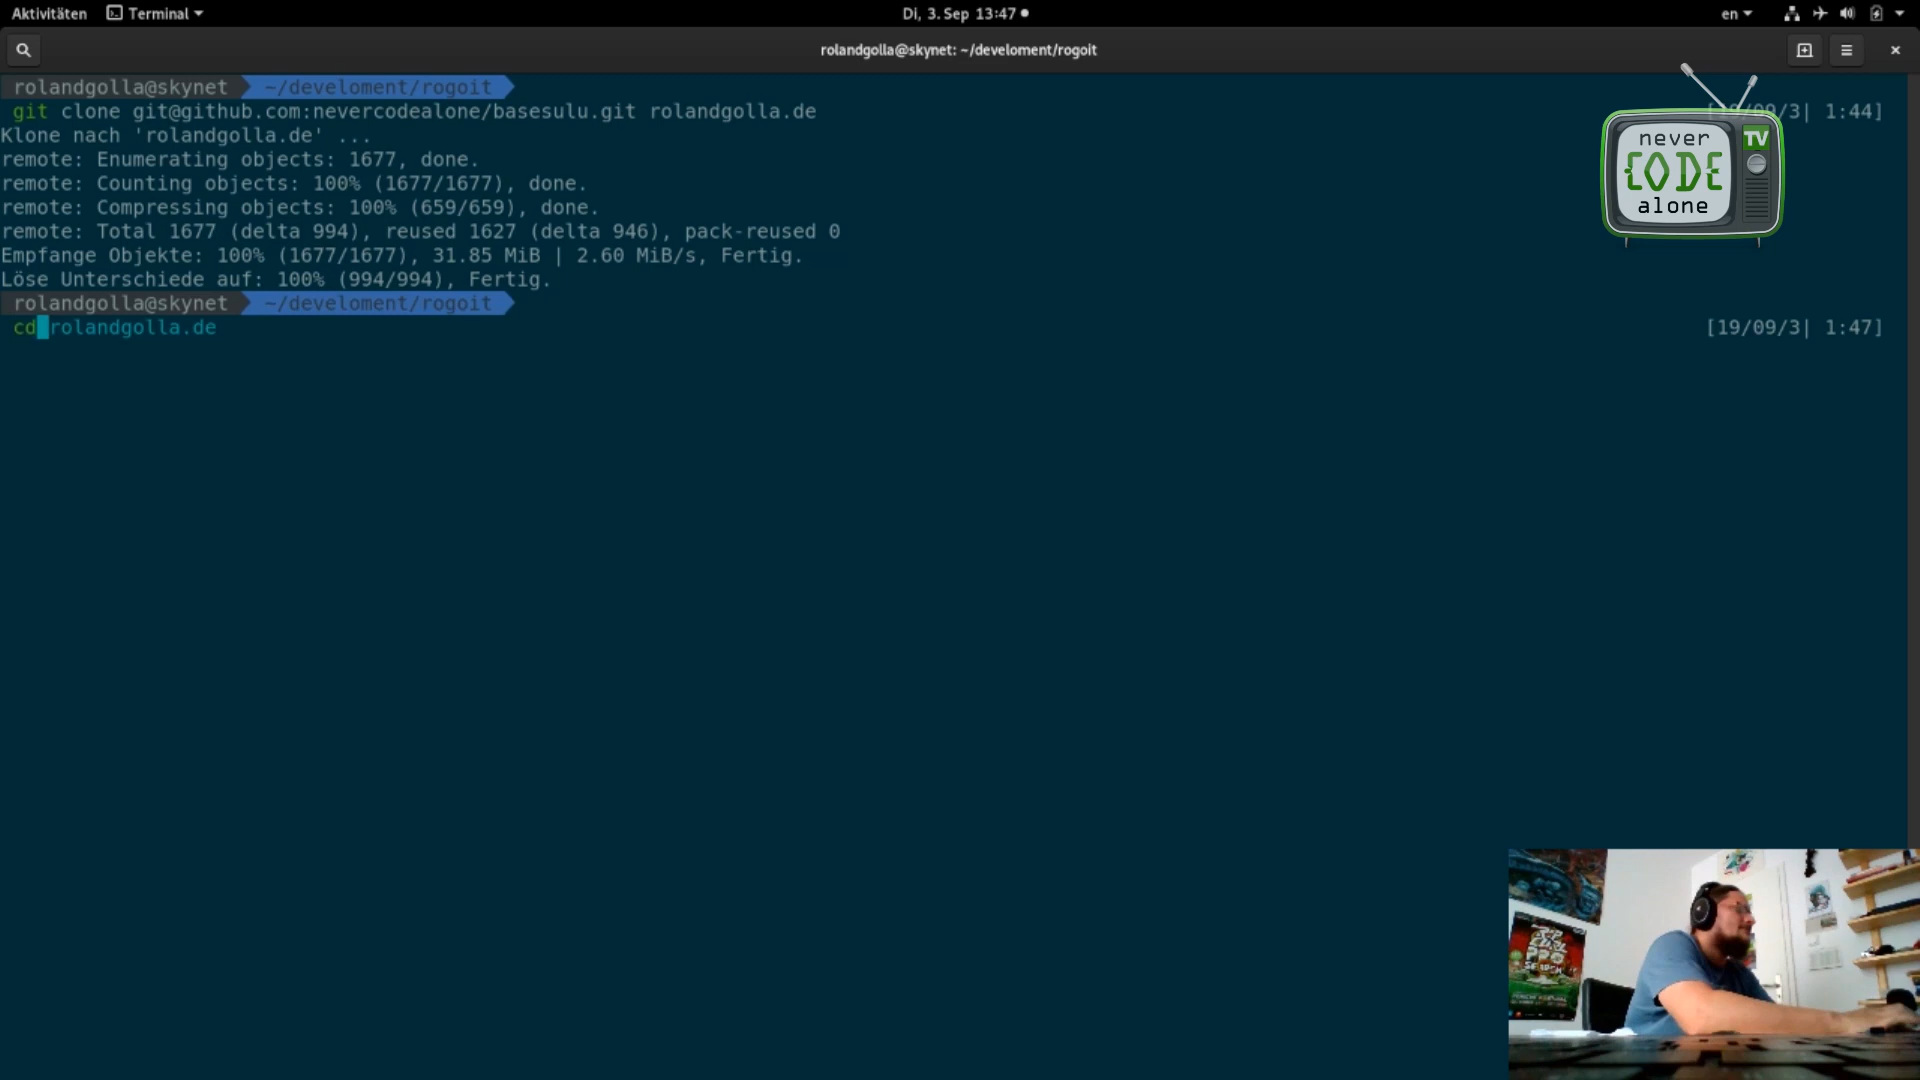 Aktivitäten Terminal Di, 3. Sep 13:47 en
rolandgolla@skynet: ~/develoment/rogoit
rolandgolla@skynet ~/develoment/rogoit
git clone git@github.com:nevercodealone/basesulu.git rolandgolla.de [19/09/3| 1:44]
Klone nach 'rolandgolla.de' ...
remote: Enumerating objects: 1677, done.
remote: Counting objects: 100% (1677/1677), done.
remote: Compressing objects: 100% (659/659), done.
remote: Total 1677 (delta 994), reused 1627 (delta 946), pack-reused 0
Empfange Objekte: 100% (1677/1677), 31.85 MiB | 2.60 MiB/s, Fertig.
Löse Unterschiede auf: 100% (994/994), Fertig.
rolandgolla@skynet ~/develoment/rogoit
cd rolandgolla.de [19/09/3| 1:47]
never TV
CODE
alone